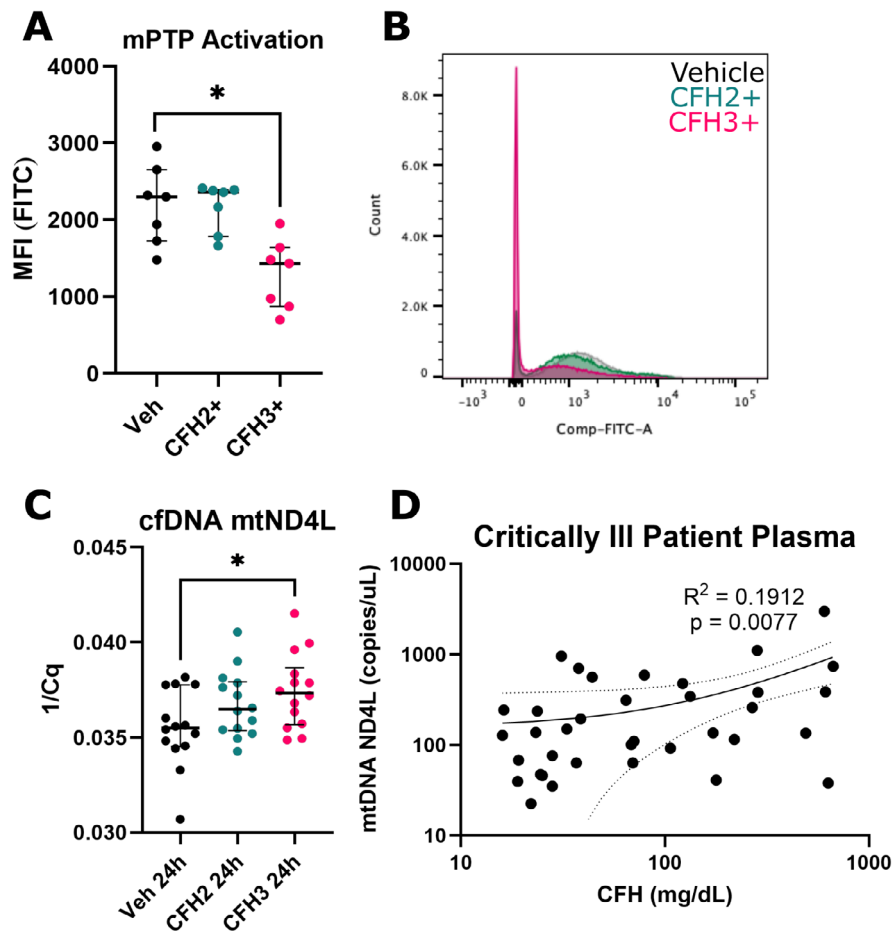 A
mPTP Activation
4000
3000
2000
1000
0
MFI (FITC)
*
Veh
CFH2+
CFH3+
B
Vehicle
CFH2+
CFH3+
8.0K
6.0K
4.0K
2.0K
0
Count
-10³
0
10³
10⁴
10⁵
Comp-FITC-A
C
cfDNA mtND4L
0.045
0.040
0.035
0.030
1/Cq
*
Veh 24h
CFH2 24h
CFH3 24h
D
Critically Ill Patient Plasma
10000
1000
100
10
mtDNA ND4L (copies/uL)
R² = 0.1912
p = 0.0077
10
100
1000
CFH (mg/dL)